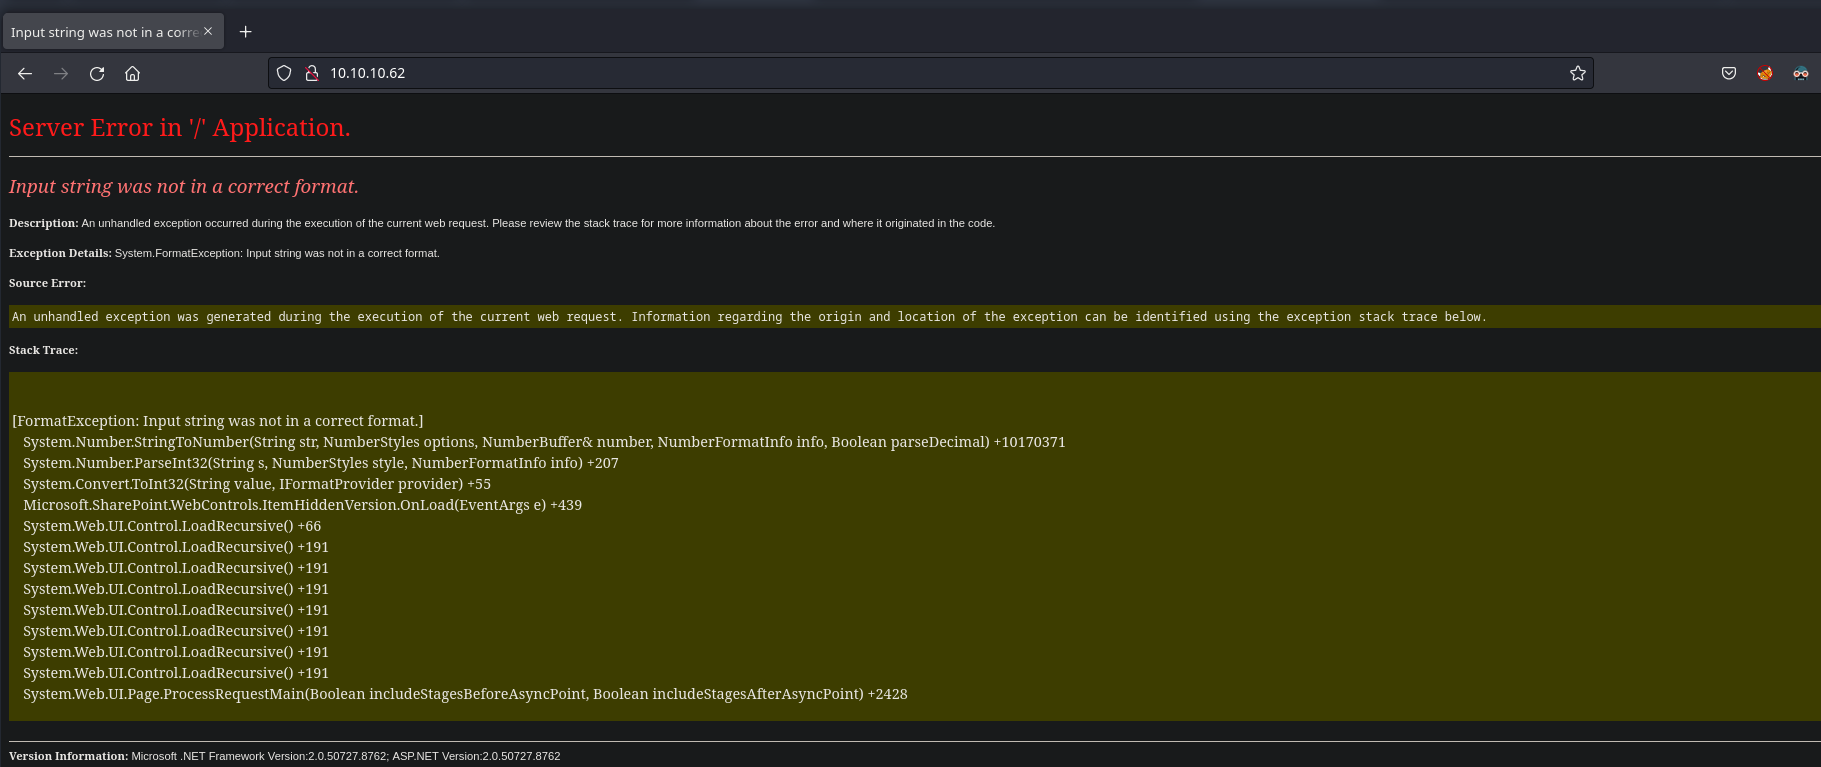 Input string was not in a corre
10.10.10.62
Server Error in '/' Application.
Input string was not in a correct format.
Description: An unhandled exception occurred during the execution of the current web request. Please review the stack trace for more information about the error and where it originated in the code.
Exception Details: System.FormatException: Input string was not in a correct format.
Source Error:
An unhandled exception was generated during the execution of the current web request. Information regarding the origin and location of the exception can be identified using the exception stack trace below.
Stack Trace:
[FormatException: Input string was not in a correct format.]
System.Number.StringToNumber(String str, NumberStyles options, NumberBuffer& number, NumberFormatInfo info, Boolean parseDecimal) +10170371
System.Number.ParseInt32(String s, NumberStyles style, NumberFormatInfo info) +207
System.Convert.ToInt32(String value, IFormatProvider provider) +55
Microsoft.SharePoint.WebControls.ItemHiddenVersion.OnLoad(EventArgs e) +439
System.Web.UI.Control.LoadRecursive() +66
System.Web.UI.Control.LoadRecursive() +191
System.Web.UI.Control.LoadRecursive() +191
System.Web.UI.Control.LoadRecursive() +191
System.Web.UI.Control.LoadRecursive() +191
System.Web.UI.Control.LoadRecursive() +191
System.Web.UI.Control.LoadRecursive() +191
System.Web.UI.Control.LoadRecursive() +191
System.Web.UI.Page.ProcessRequestMain(Boolean includeStagesBeforeAsyncPoint, Boolean includeStagesAfterAsyncPoint) +2428
Version Information: Microsoft .NET Framework Version:2.0.50727.8762; ASP.NET Version:2.0.50727.8762